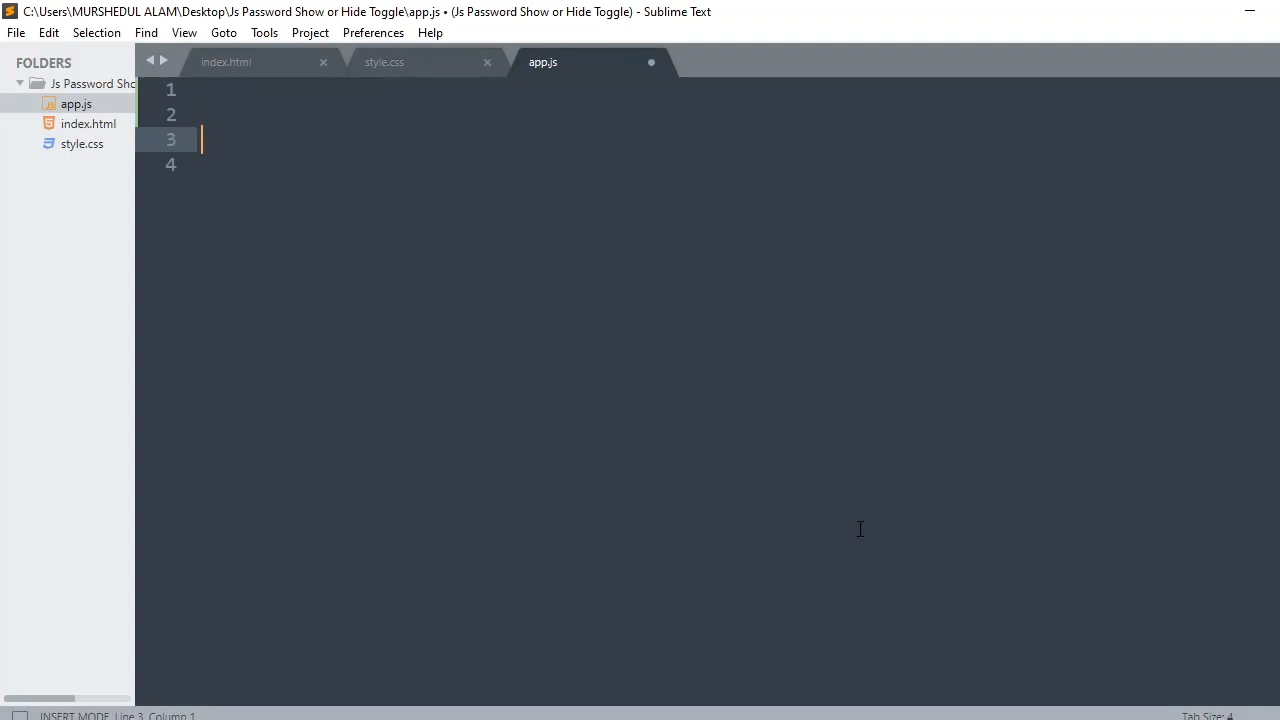 C:\Users\MURSHEDUL ALAM\Desktop\Js Password Show or Hide Toggle\app.js • (Js Password Show or Hide Toggle) - Sublime Text
File Edit Selection Find View Goto Tools Project Preferences Help
FOLDERS
Js Password Sho
app.js
index.html
style.css
index.html
style.css
app.js
1
2
3
4
INSERT MODE, Line 3, Column 1
Tab Size: 4